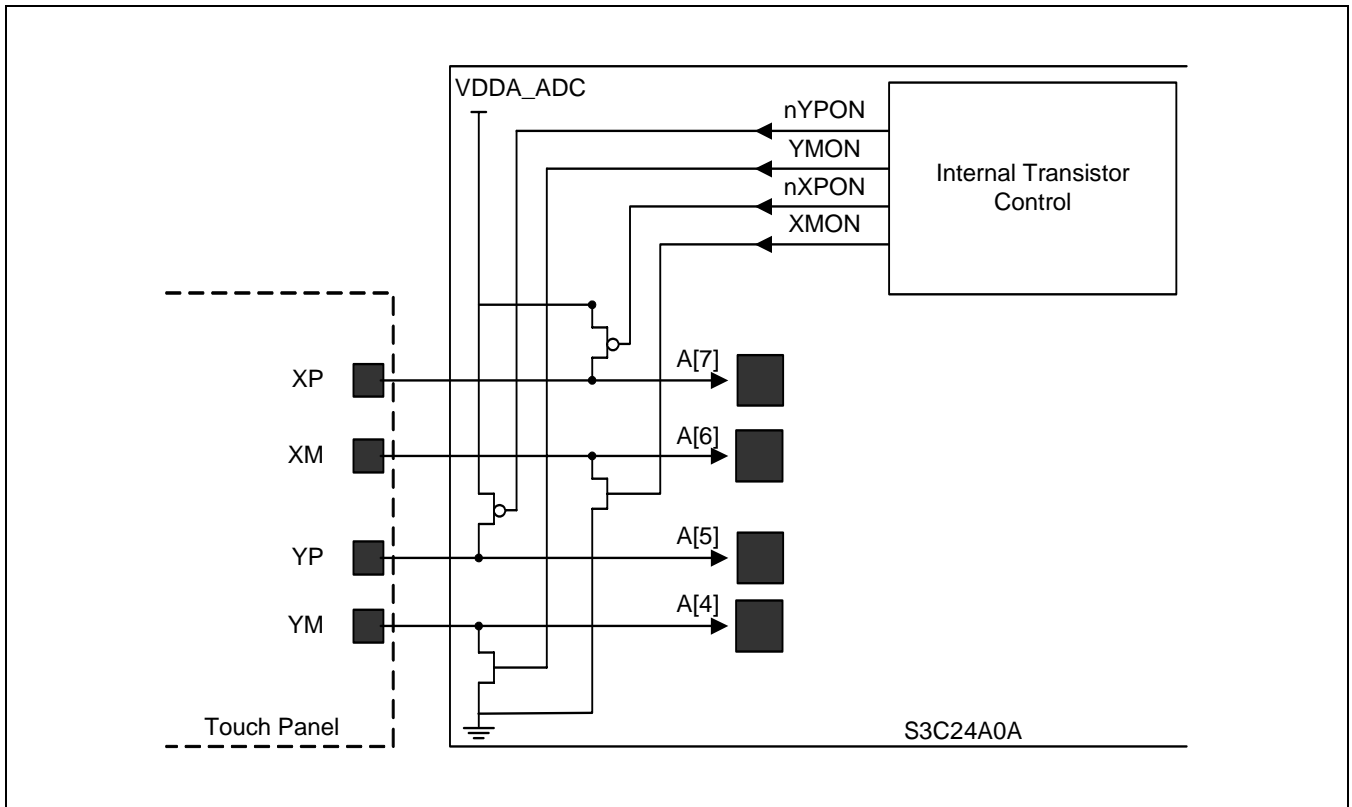 VDDA_ADC
nYPON
YMON
nXPON
XMON
Internal Transistor
Control
XP
A[7]
XM
A[6]
YP
A[5]
YM
A[4]
Touch Panel
S3C24A0A